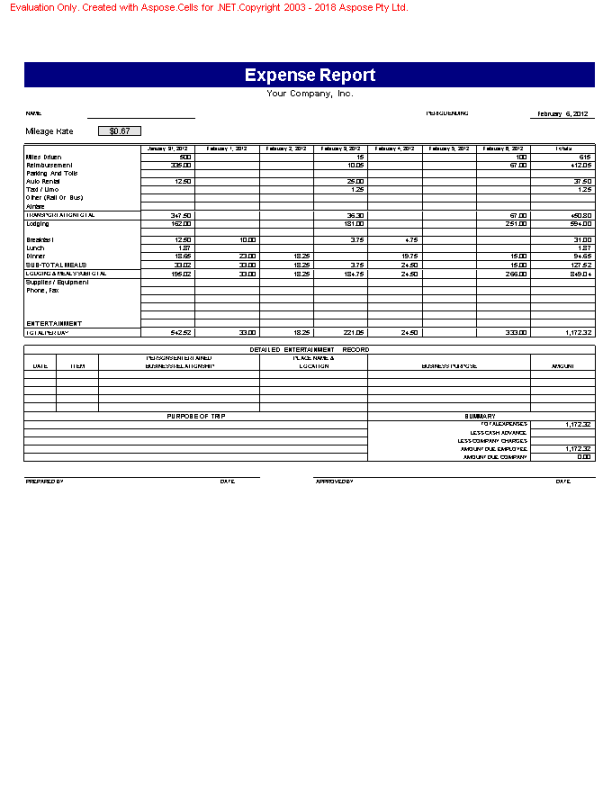 Evaluation Only. Created with Aspose.Cells for .NET.Copyright 2003 - 2018 Aspose Pty Ltd.
Expense Report
Your Company, Inc.
NAME PERIOD ENDING February 6, 2012
Mileage Rate $0.67
January 31, 2012 February 1, 2012 February 2, 2012 February 3, 2012 February 4, 2012 February 5, 2012 February 6, 2012 Totals
Miles Driven 500 15 100 615
Reimbursement 335.00 10.05 67.00 412.05
Parking And Tolls
Auto Rental 12.50 25.00 37.50
Taxi / Limo 1.25 1.25
Other (Rail Or Bus)
Airfare
TRANSPORTATION TOTAL 347.50 36.30 67.00 450.80
Lodging 162.00 181.00 251.00 594.00
Breakfast 12.50 10.00 3.75 4.75 31.00
Lunch 1.87 1.87
Dinner 18.65 23.00 18.25 19.75 15.00 94.65
SUB-TOTAL MEALS 33.02 33.00 18.25 3.75 24.50 15.00 127.52
LODGING & MEALS SUBTOTAL 195.02 33.00 18.25 184.75 24.50 266.00
Supplies / Equipment
Phone, Fax
ENTERTAINMENT
TOTAL PER DAY 542.52 33.00 18.25 221.05 24.50 333.00 1,172.32
DETAILED ENTERTAINMENT RECORD
PERSONS ENTERTAINED PLACE NAME &
DATE ITEM BUSINESS RELATIONSHIP LOCATION BUSINESS PURPOSE AMOUNT
PURPOBE OF TRIP SUMMARY
TOTAL EXPENSES 1,172.32
LESS CASH ADVANCE
LESS COMPANY CHARGES
AMOUNT DUE EMPLOYEE 1,172.32
AMOUNT DUE COMPANY 0.00
PREPARED BY DATE APPROVED BY DATE